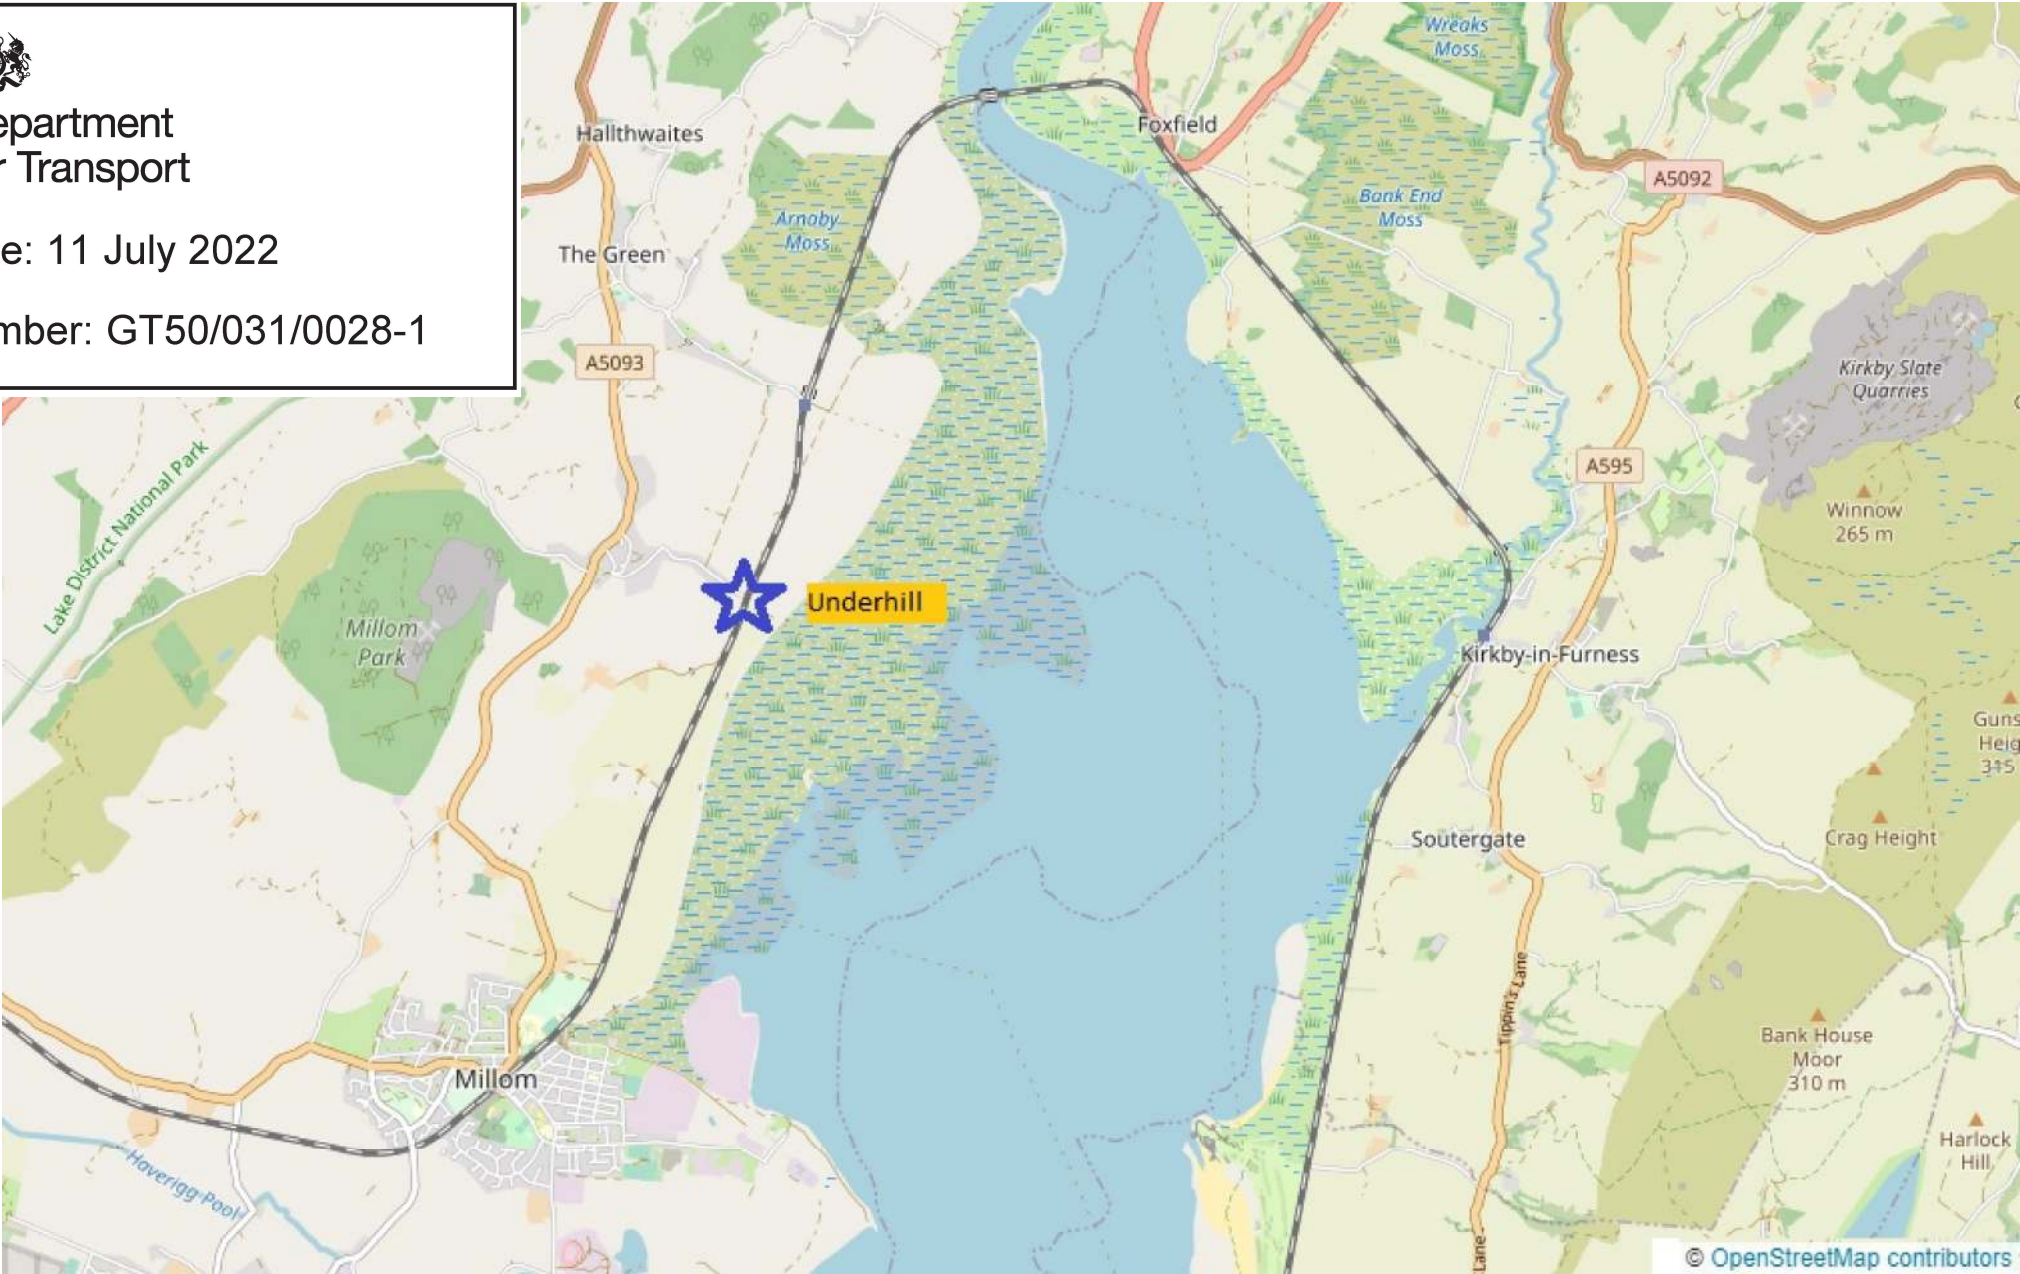 epartment
r Transport
e: 11 July 2022
mber: GT50/031/0028-1
Wreaks
Moss
Hallthwaites
Foxfield
A5092
Arnaby
Moss
Bank End
Moss
The Green
A5093
Kirkby Slate
Quarries
A595
Lake District National Park
Winnow
265 m
Underhill
Millom
Park
Kirkby-in-Furness
Guns
Heig
315
Soutergate
Crag Height
Tippin's Lane
Bank House
Moor
310 m
Millom
Haverigg Pool
Harlock
Hill
Lane
© OpenStreetMap contributors